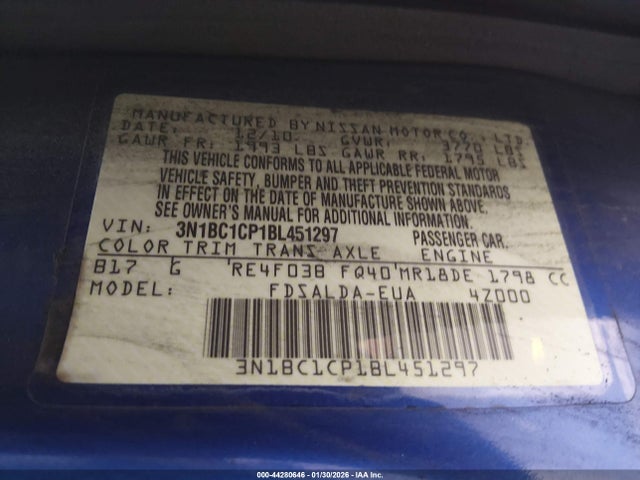 MANUFACTURED BY NISSAN MOTOR CO., LTD.
DATE: 12/10 GVWR: 3770 LBS
GAWR FR: 1993 LBS GAWR RR: 1795 LBS
THIS VEHICLE CONFORMS TO ALL APPLICABLE FEDERAL MOTOR
VEHICLE SAFETY, BUMPER AND THEFT PREVENTION STANDARDS
IN EFFECT ON THE DATE OF MANUFACTURE SHOWN ABOVE.
SEE OWNER'S MANUAL FOR ADDITIONAL INFORMATION.
VIN: 3N1BC1CP1BL451297 PASSENGER CAR.
COLOR TRIM TRANS AXLE ENGINE
B17 G RE4F03B FQ40 MR18DE 1798 CC
MODEL: FDSALDA-EUA 4Z000
3N1BC1CP1BL451297
000-44280646 - 01/30/2026 - IAA Inc.